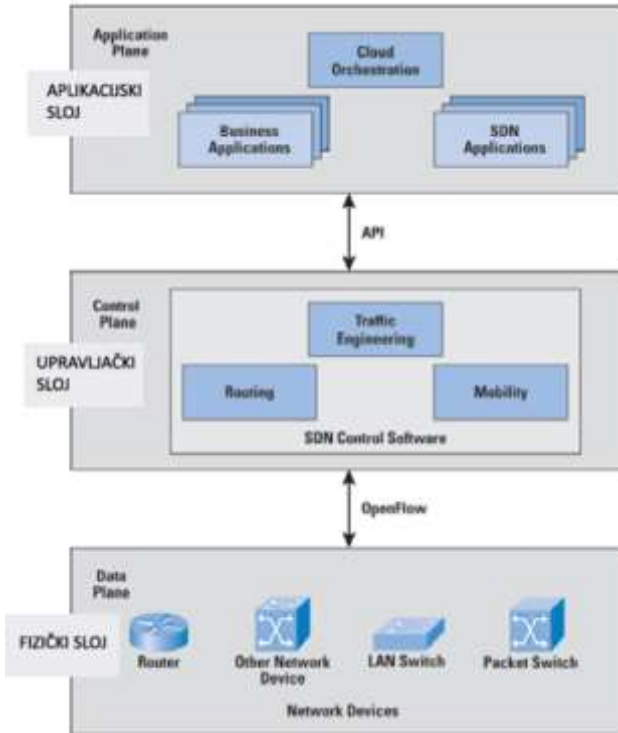 Application
Plane
APLIKACIJSKI
SLOJ
Cloud
Orchestration
Business
Applications
SDN
Applications
API
Control
Plane
UPRAVLJAČKI
SLOJ
Traffic
Engineering
Routing
Mobility
SDN Control Software
OpenFlow
Data
Plane
FIZIČKI SLOJ
Router
Other Network
Device
LAN Switch
Packet Switch
Network Devices